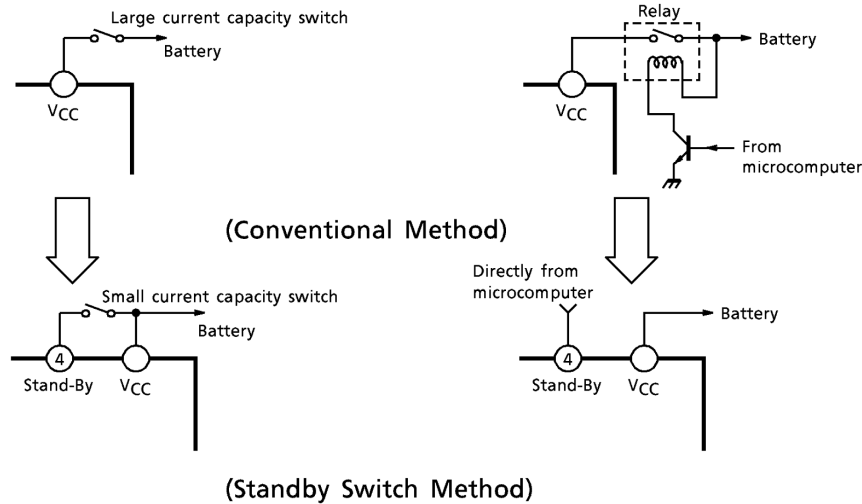 Large current capacity switch
Battery
VCC
Relay
Battery
VCC
From
microcomputer
(Conventional Method)
Small current capacity switch
Battery
4
Stand-By
VCC
Directly from
microcomputer
Battery
4
Stand-By
VCC
(Standby Switch Method)